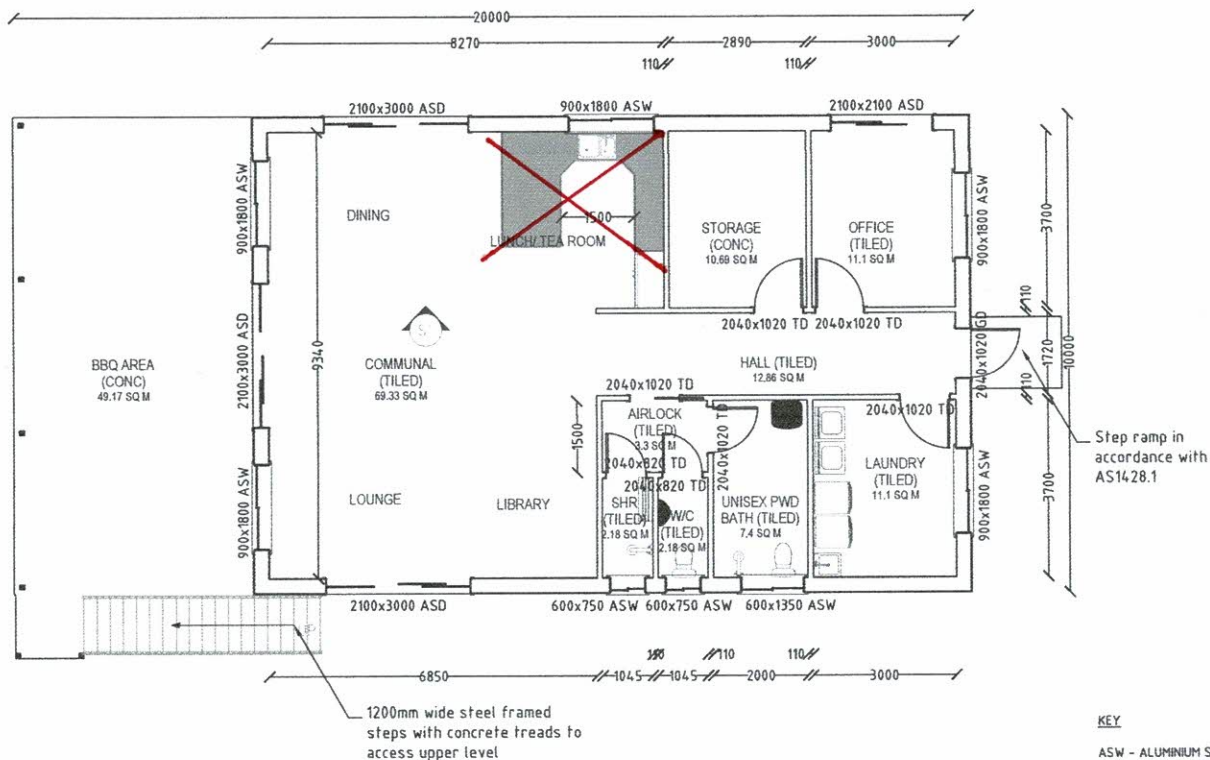 20000
8270
2890
3000
110
110
2100x3000 ASD
900x1800 ASW
2100x2100 ASD
900x1800 ASW
DINING
1500
LUNCH/ TEA ROOM
STORAGE
(CONC)
10.69 SQ M
OFFICE
(TILED)
11.1 SQ M
900x1800 ASW
3700
110
2040x1020 TD
2040x1020 TD
2100x3000 ASD
9340
BBQ AREA
(CONC)
49.17 SQ M
COMMUNAL
(TILED)
69.33 SQ M
HALL (TILED)
12.86 SQ M
2040x1020 GD
1720
10000
110
2040x1020 TD
2040x1020 TD
AIRLOCK
(TILED)
3.3 SQ M
1500
2040x1020 TD
2040x820 TD
2040x820 TD
Step ramp in
accordance with
AS1428.1
LAUNDRY
(TILED)
11.1 SQ M
900x1800 ASW
3700
900x1800 ASW
LOUNGE
LIBRARY
SHR
(TILED)
2.18 SQ M
W/C
(TILED)
2.18 SQ M
UNISEX PWD
BATH (TILED)
7.4 SQ M
2100x3000 ASD
600x750 ASW
600x750 ASW
600x1350 ASW
110
110
6850
1045
1045
2000
3000
1200mm wide steel framed
steps with concrete treads to
access upper level
KEY
ASW - ALUMINIUM S